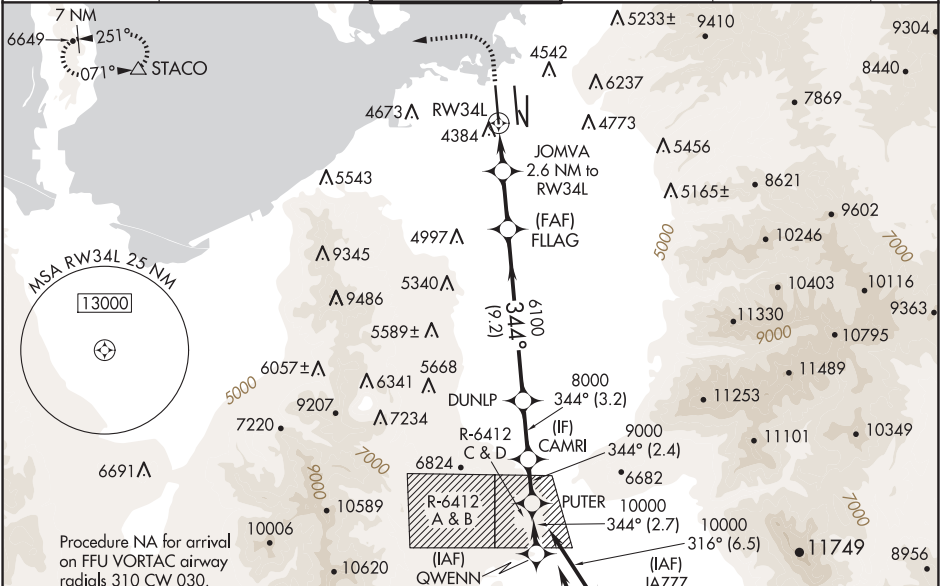 7 NM
6649
251°
071°
STACO
5233±
9410
9304
4542
8440
6237
7869
4673
RW34L
4384
4773
JOMVA
2.6 NM to
RW34L
5456
5543
8621
5165±
9602
(FAF)
FLLAG
4997
5000
10246
7000
9345
MSA RW34L 25 NM
13000
5340
9486
10403
10116
9363
6100
344°
(9.2)
11330
9000
10795
5589±
6057±
5668
6341
11489
5000
8000
344° (3.2)
DUNLP
9207
7234
7220
11253
(IF)
CAMRI
R-6412
C & D
9000
344° (2.4)
11101
10349
7000
6691
6824
6682
9000
R-6412
A & B
PUTER
10000
344° (2.7)
7000
10589
10006
10000
316° (6.5)
11749
Procedure NA for arrival
on FFU VORTAC airway
radials 310 CW 030.
(IAF)
QWENN
10620
(IAF)
JAZZZ
8956